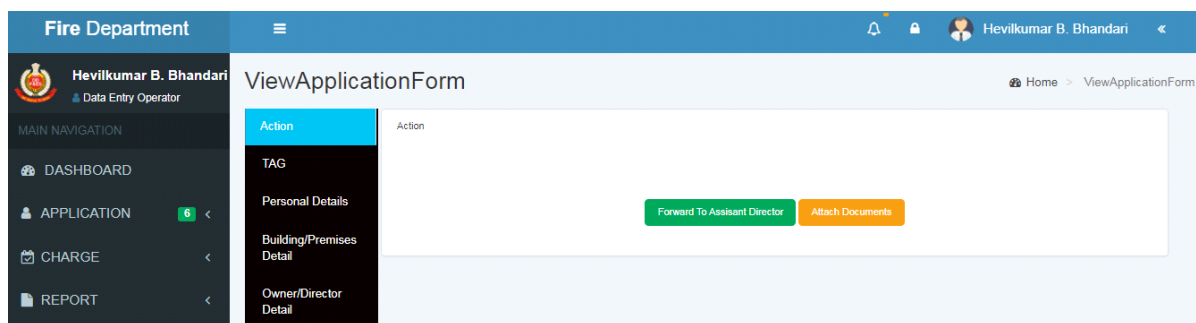 Fire Department
Hevilkumar B. Bhandari
Hevilkumar B. Bhandari
Data Entry Operator
MAIN NAVIGATION
DASHBOARD
APPLICATION 6
CHARGE
REPORT
ViewApplicationForm
Home > ViewApplicationForm
Action
TAG
Personal Details
Building/Premises
Detail
Owner/Director
Detail
Action
Forward To Assisant Director
Attach Documents